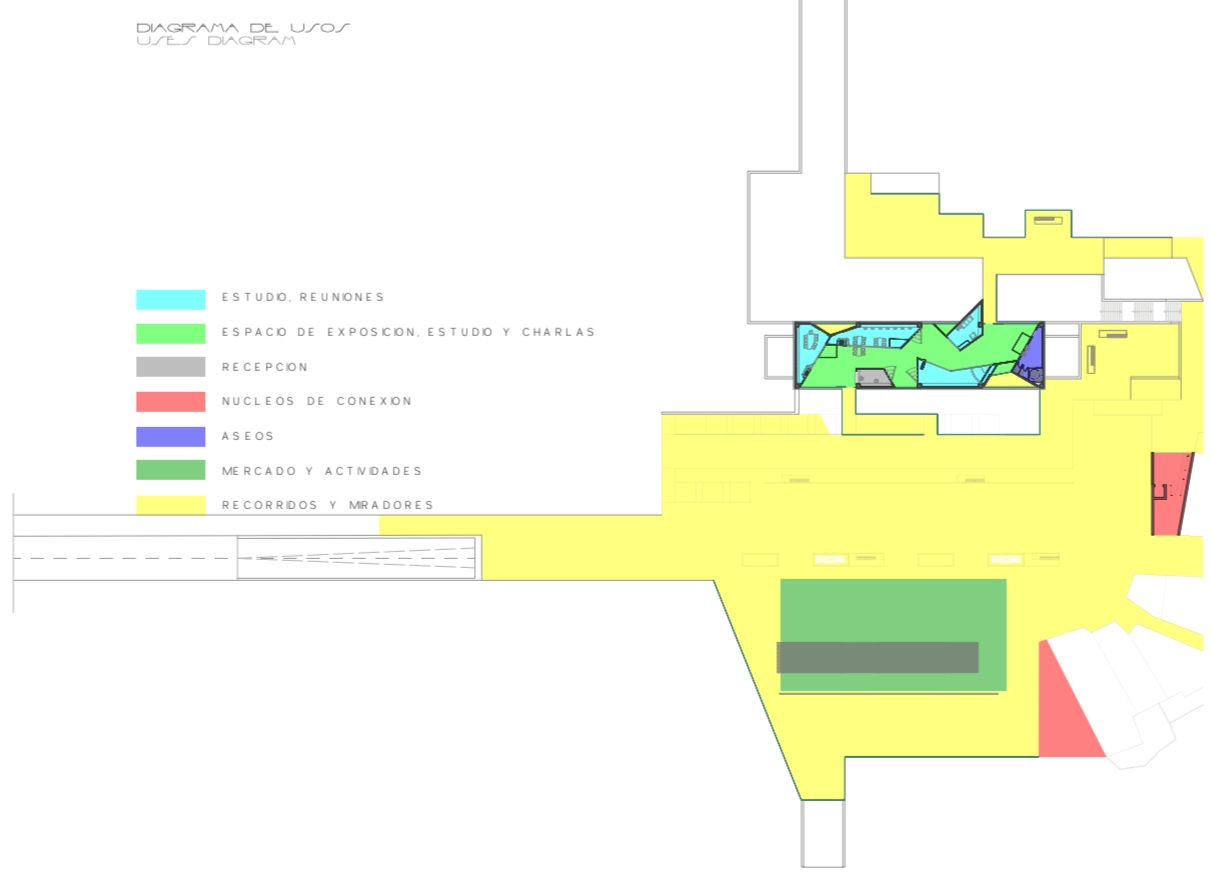 DIAGRAMA DE USOS
USES DIAGRAM
ESTUDIO, REUNIONES
ESPACIO DE EXPOSICION, ESTUDIO Y CHARLAS
RECEPCION
NUCLEOS DE CONEXION
ASEOS
MERCADO Y ACTIVIDADES
RECORRIDOS Y MIRADORES